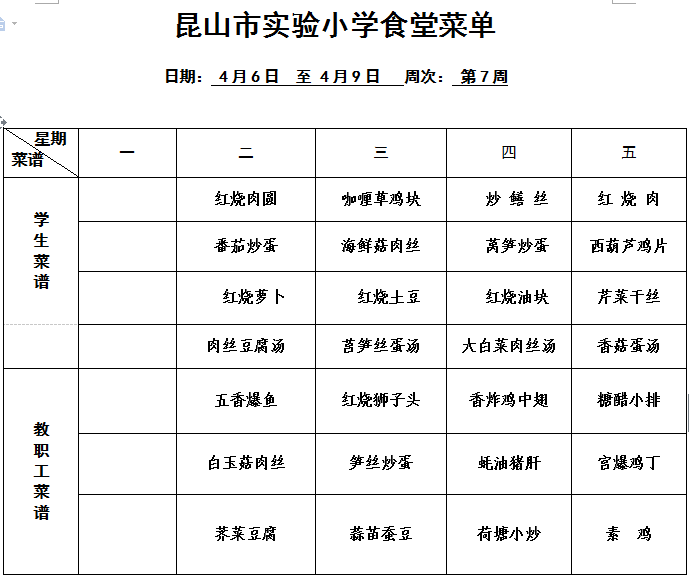 昆山市实验小学食堂菜单
日期： 4月6日 至 4月9日 周次： 第7周
星期 一 二 三 四 五
菜谱
学生菜谱
红烧肉圆 咖喱草鸡块 炒 鳝 丝 红 烧 肉
番茄炒蛋 海鲜菇肉丝 莴笋炒蛋 西葫芦鸡片
红烧萝卜 红烧土豆 红烧油块 芹菜干丝
肉丝豆腐汤 莒笋丝蛋汤 大白菜肉丝汤 香菇蛋汤
教职工菜谱
五香爆鱼 红烧狮子头 香炸鸡中翅 糖醋小排
白玉菇肉丝 笋丝炒蛋 蚝油猪肝 宫爆鸡丁
荠菜豆腐 蒜苗蚕豆 荷塘小炒 素 鸡